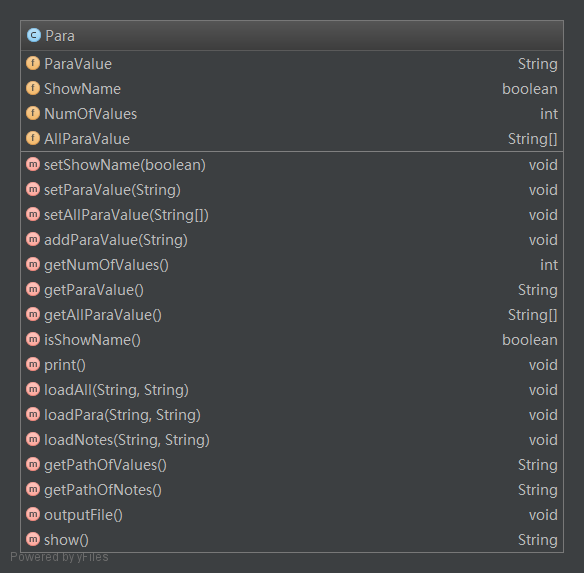 C Para
f ParaValue String
f ShowName boolean
f NumOfValues int
f AllParaValue String[]
m setShowName(boolean) void
m setParaValue(String) void
m setAllParaValue(String[]) void
m addParaValue(String) void
m getNumOfValues() int
m getParaValue() String
m getAllParaValue() String[]
m isShowName() boolean
m print() void
m loadAll(String, String) void
m loadPara(String, String) void
m loadNotes(String, String) void
m getPathOfValues() String
m getPathOfNotes() String
m outputFile() void
m show() String
Powered by yFiles